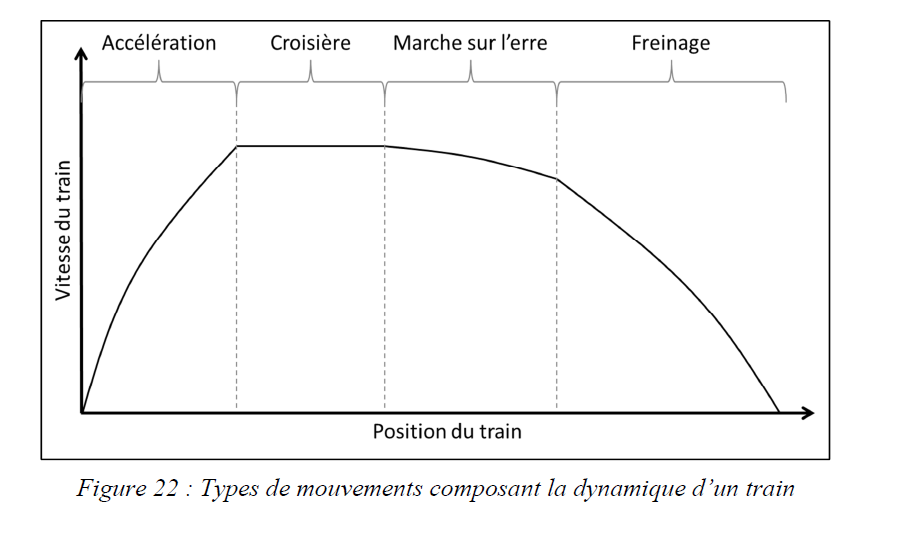 Accélération
Croisière
Marche sur l’erre
Freinage
Vitesse du train
Position du train
Figure 22 : Types de mouvements composant la dynamique d’un train